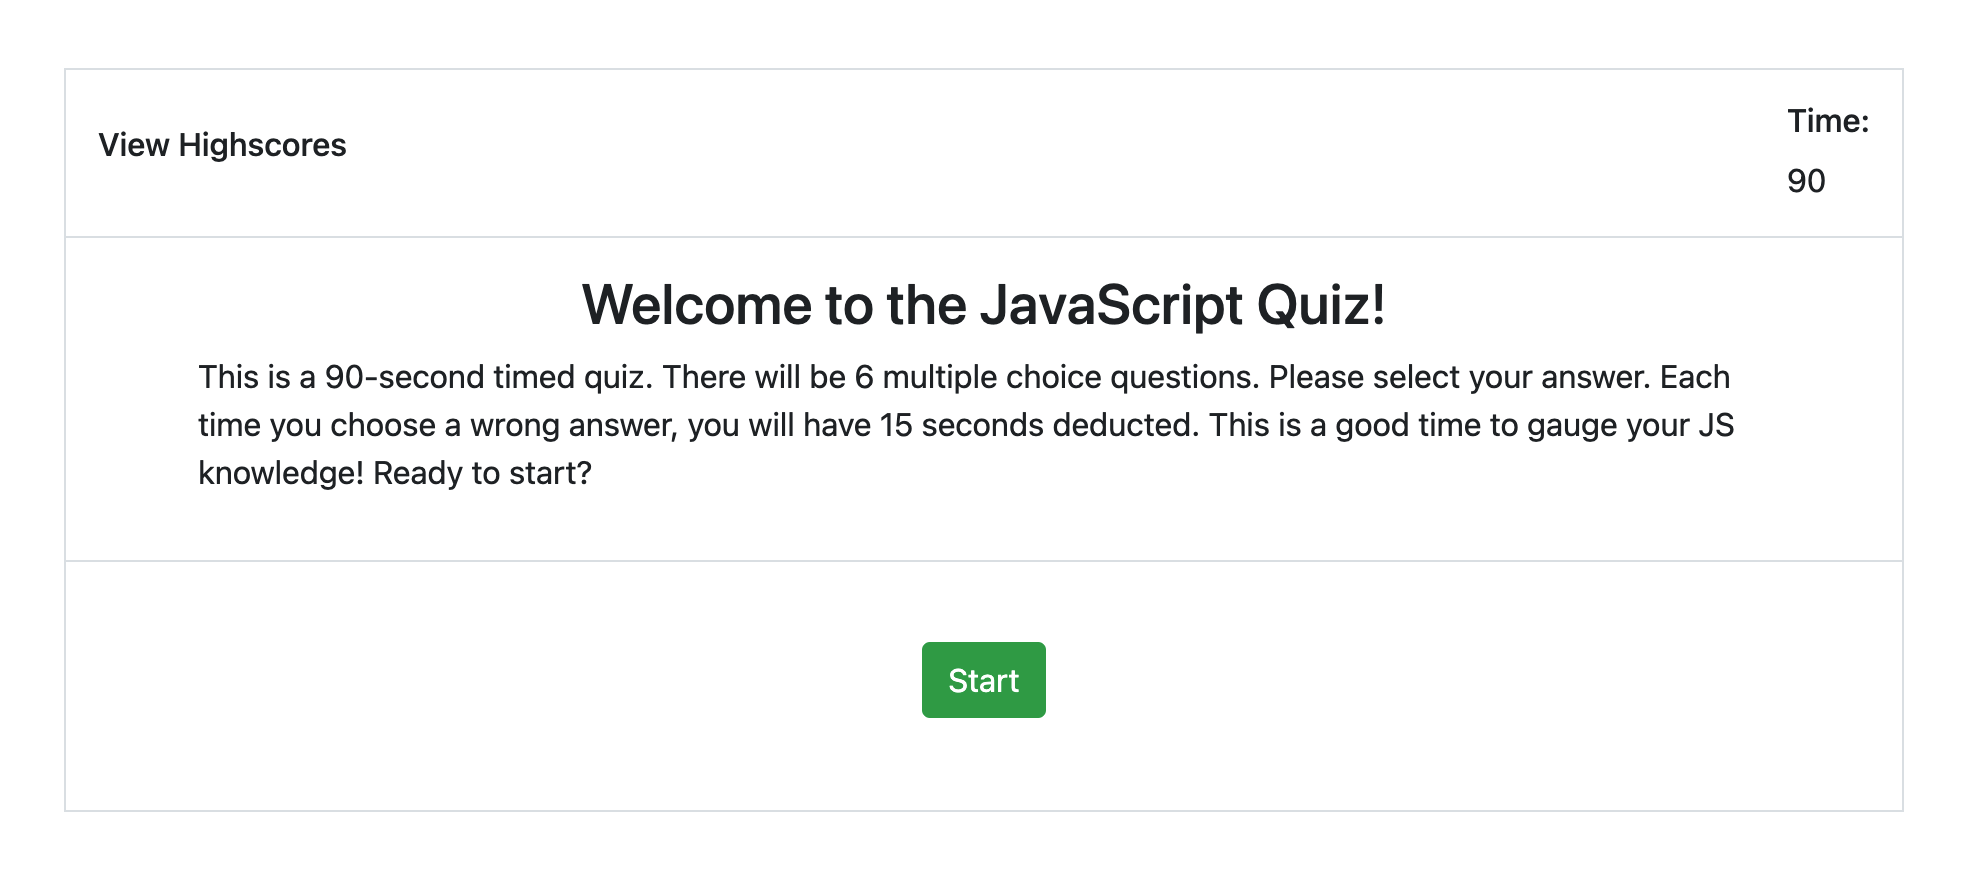 View Highscores
Time:
90
Welcome to the JavaScript Quiz!
This is a 90-second timed quiz. There will be 6 multiple choice questions. Please select your answer. Each
time you choose a wrong answer, you will have 15 seconds deducted. This is a good time to gauge your JS
knowledge! Ready to start?
Start